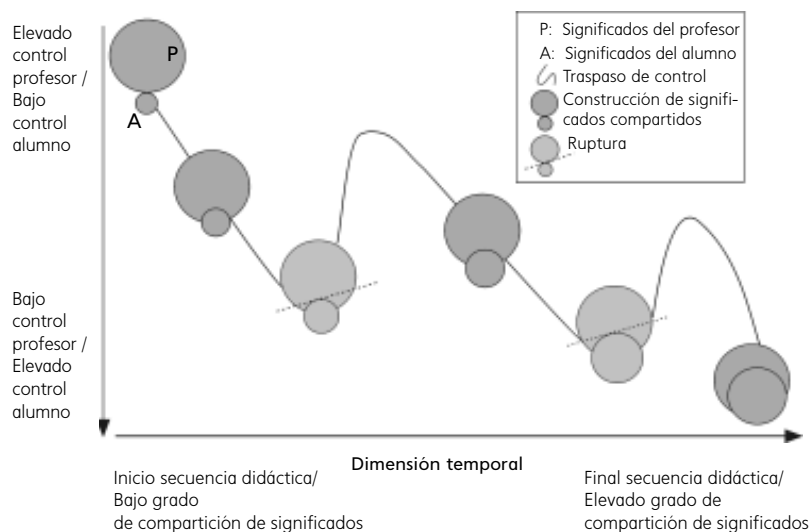 Elevado
control
profesor /
Bajo
control
alumno
P
A
P: Significados del profesor
A: Significados del alumno
Traspaso de control
Construcción de signifi-
cados compartidos
Ruptura
Bajo
control
profesor /
Elevado
control
alumno
Dimensión temporal
Inicio secuencia didáctica/
Bajo grado
de compartición de significados
Final secuencia didáctica/
Elevado grado de
compartición de significados